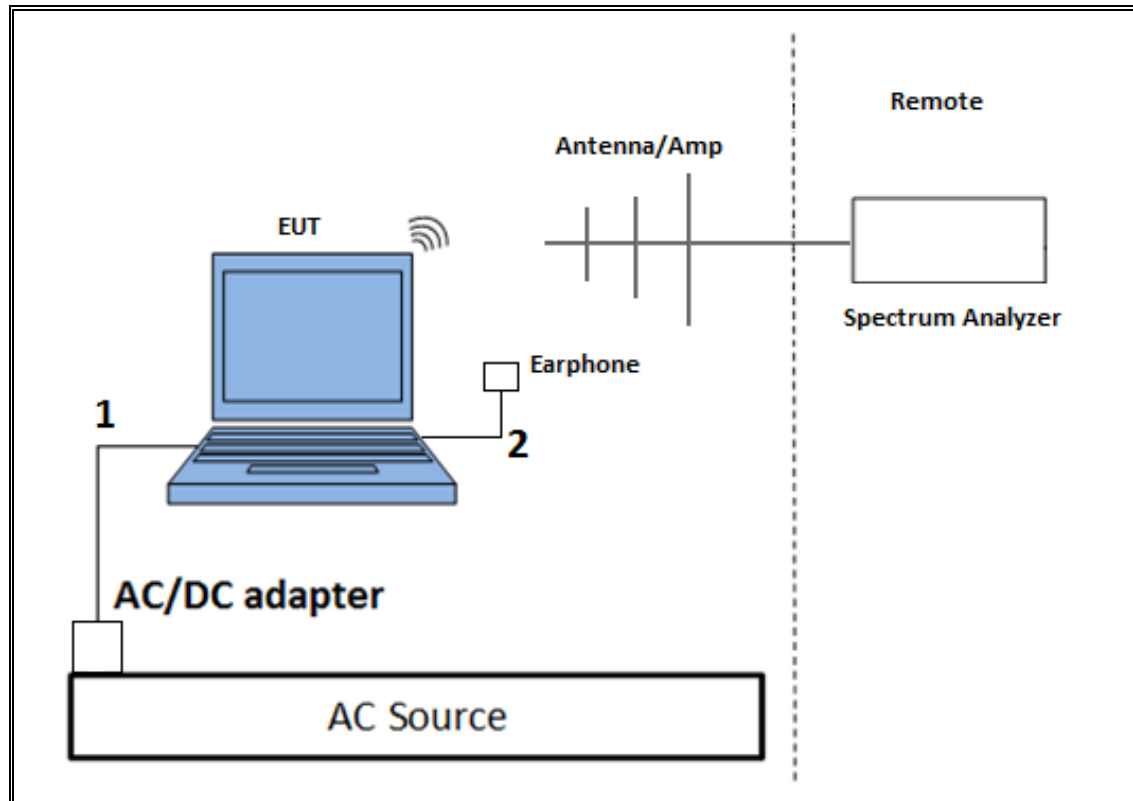 Remote
Antenna/Amp
EUT
Spectrum Analyzer
Earphone
1
2
AC/DC adapter
AC Source